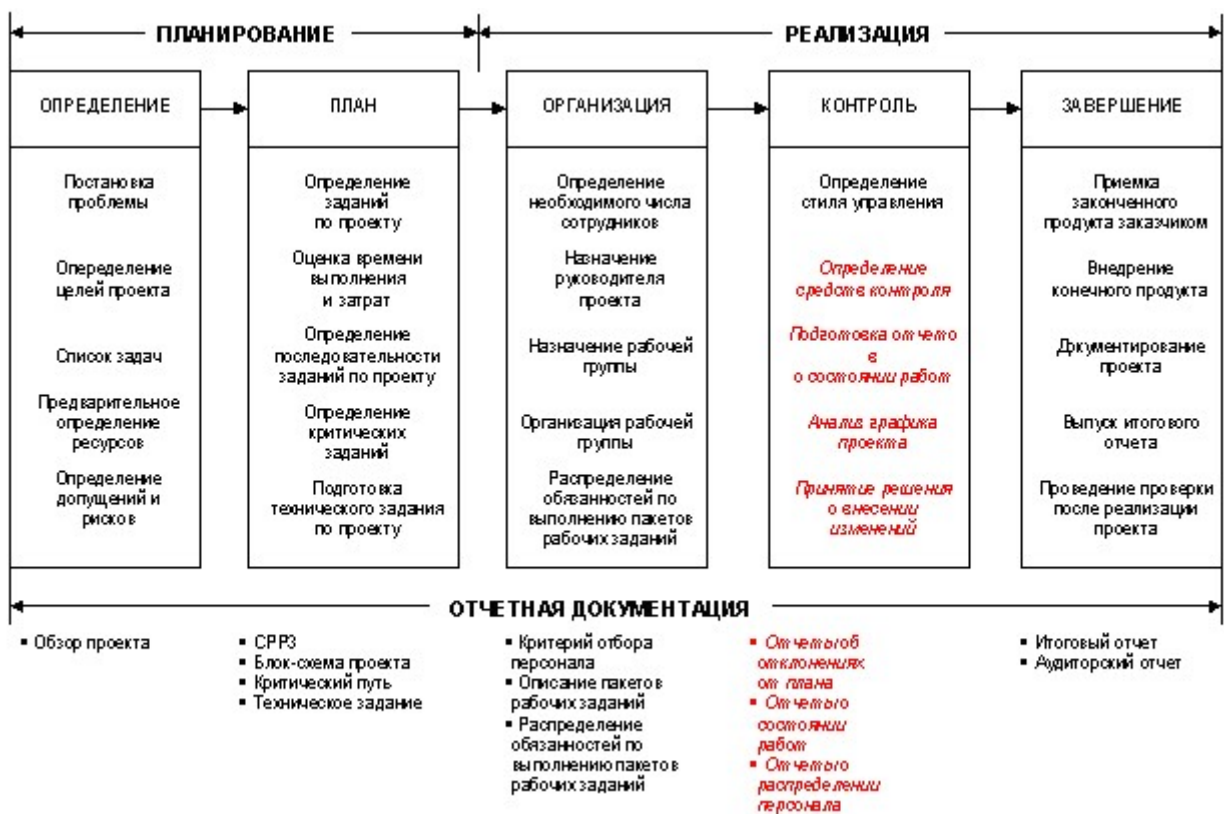 ПЛАНИРОВАНИЕ
РЕАЛИЗАЦИЯ
ОПРЕДЕЛЕНИЕ
ПЛАН
ОРГАНИЗАЦИЯ
КОНТРОЛЬ
ЗАВЕРШЕНИЕ
Постановка
проблемы
Опеределение
целей проекта
Список задач
Предварительное
определение
ресурсов
Определение
допущений и
рисков
Определение
заданий
по проекту
Оценка времени
выполнения
и затрат
Определение
последовательности
заданий по проекту
Определение
критических
заданий
Подготовка
технического задания
по проекту
Определение
необходимого числа
сотрудников
Назначение
руководителя
проекта
Назначение рабочей
группы
Организация рабочей
группы
Распределение
обязанностей по
выполнению пакетов
рабочих заданий
Определение
стиля управления
Определение
средств контроля
Подготовка отчето
в
о состоянии работ
Анализ графика
проекта
Принятие решения
о внесении
изменений
Приемка
законченного
продукта заказчиком
Внедрение
конечного продукта
Документирование
проекта
Выпуск итогового
отчета
Проведение проверки
после реализации
проекта
ОТЧЕТНАЯ ДОКУМЕНТАЦИЯ
▪ Обзор проекта
▪ СРРЗ
▪ Блок-схема проекта
▪ Критический путь
▪ Техническое задание
▪ Критерий отбора
персонала
▪ Описание пакетов
рабочих заданий
▪ Распределение
обязанностей по
выполнению пакетов
рабочих заданий
▪ Отчеты об
отклонениях
от плана
▪ Отчеты о
состоянии
работ
▪ Отчеты о
распределении
персонала
▪ Итоговый отчет
▪ Аудиторский отчет